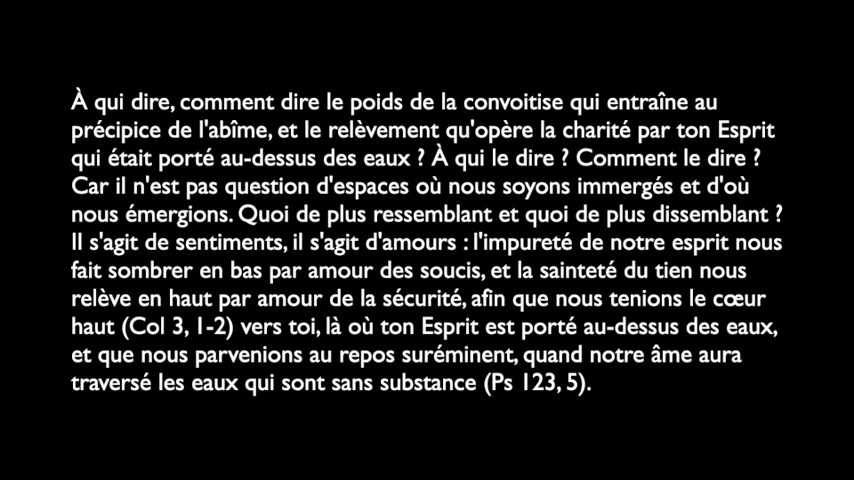 À qui dire, comment dire le poids de la convoitise qui entraîne au
précipice de l'abîme, et le relèvement qu'opère la charité par ton Esprit
qui était porté au-dessus des eaux ? À qui le dire ? Comment le dire ?
Car il n'est pas question d'espaces où nous soyons immergés et d'où
nous émergions. Quoi de plus ressemblant et quoi de plus dissemblant ?
Il s'agit de sentiments, il s'agit d'amours : l'impureté de notre esprit nous
fait sombrer en bas par amour des soucis, et la sainteté du tien nous
relève en haut par amour de la sécurité, afin que nous tenions le cœur
haut (Col 3, 1-2) vers toi, là où ton Esprit est porté au-dessus des eaux,
et que nous parvenions au repos suréminent, quand notre âme aura
traversé les eaux qui sont sans substance (Ps 123, 5).